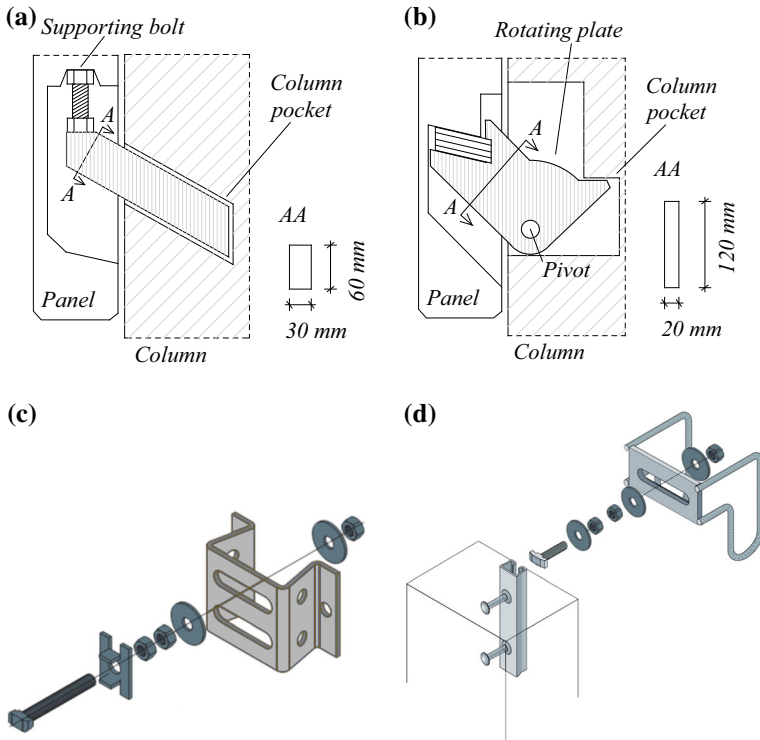 (a)
Supporting bolt
Column
pocket
A
A
AA
60 mm
30 mm
Panel
Column
(b)
Rotating plate
Column
pocket
A
A
AA
120 mm
20 mm
Pivot
Panel
Column
(c)
(d)